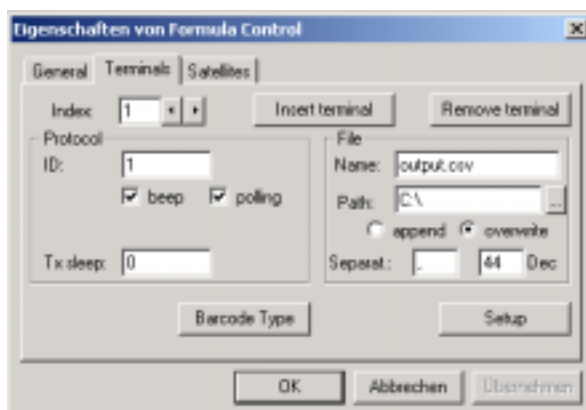 Eigenschaften von Formula Control
General Terminals Satellites
Index: 1 Insert terminal Remove terminal
Protocol File
ID: 1 Name: output.csv
beep polling Path: C:\ ...
append overwrite
Tx sleep: 0 Separat.: , 44 Dec
Barcode Type Setup
OK Abbrechen Übernehmen